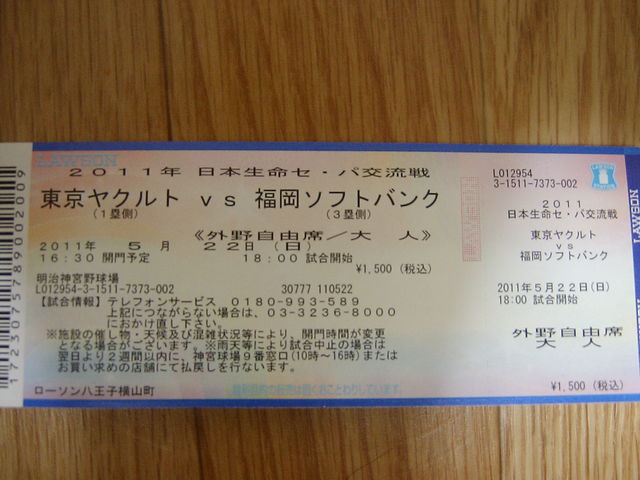 LAWSON
2011年 日本生命セ・パ交流戦
東京ヤクルト vs 福岡ソフトバンク
(1塁側) (3塁側)
《外野自由席/大 人》
2011年 5月 22日(日)
16:30 開門予定 18:00 試合開始
¥1,500 (税込)
明治神宮野球場
L012954-3-1511-7373-002 30777 110522
【試合情報】テレフォンサービス 0180-993-589
上記につながらない場合は、03-3236-8000
におかけ直し下さい。
※施設の催し物・天候及び混雑状況等により、開門時間が変更
となる場合がございます。※雨天等により試合中止の場合は
翌日より2週間以内に、神宮球場9番窓口(10時～16時)または
お買い求めの店舗にて払戻しを行ないます。
ローソン八王子横山町
17230757890002009
L012954
3-1511-7373-002
2011
日本生命セ・パ交流戦
東京ヤクルト
vs
福岡ソフトバンク
2011年5月22日(日)
18:00 試合開始
外野自由席
大 人
¥1,500 (税込)
LAWSON